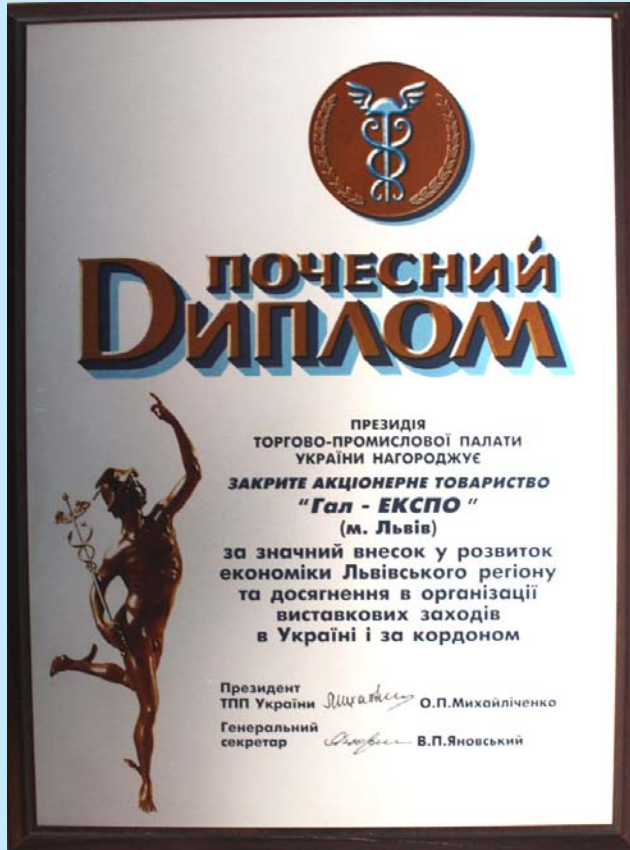 ПОЧЕСНИЙ
ДИПЛОМ
ПРЕЗИДІЯ
ТОРГОВО-ПРОМИСЛОВОЇ ПАЛАТИ
УКРАЇНИ НАГОРОДЖУЄ
ЗАКРИТЕ АКЦІОНЕРНЕ ТОВАРИСТВО
"Гал - ЕКСПО "
(м. Львів)
за значний внесок у розвиток
економіки Львівського регіону
та досягнення в організації
виставкових заходів
в Україні і за кордоном
Президент
ТПП України О.П.Михайліченко
Генеральний
секретар В.П.Яновський